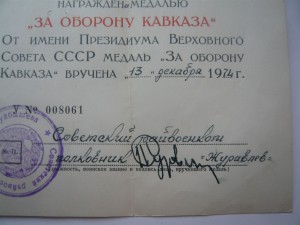 НАГРАЖДЕН МЕДАЛЬЮ
„ЗА ОБОРОНУ КАВКАЗА"
От имени Президиума Верховного
Совета СССР медаль „За оборону
Кавказа" вручена „13" декабря 1974 г.
У № 008061
Советский райвоенком
полковник Журавлев